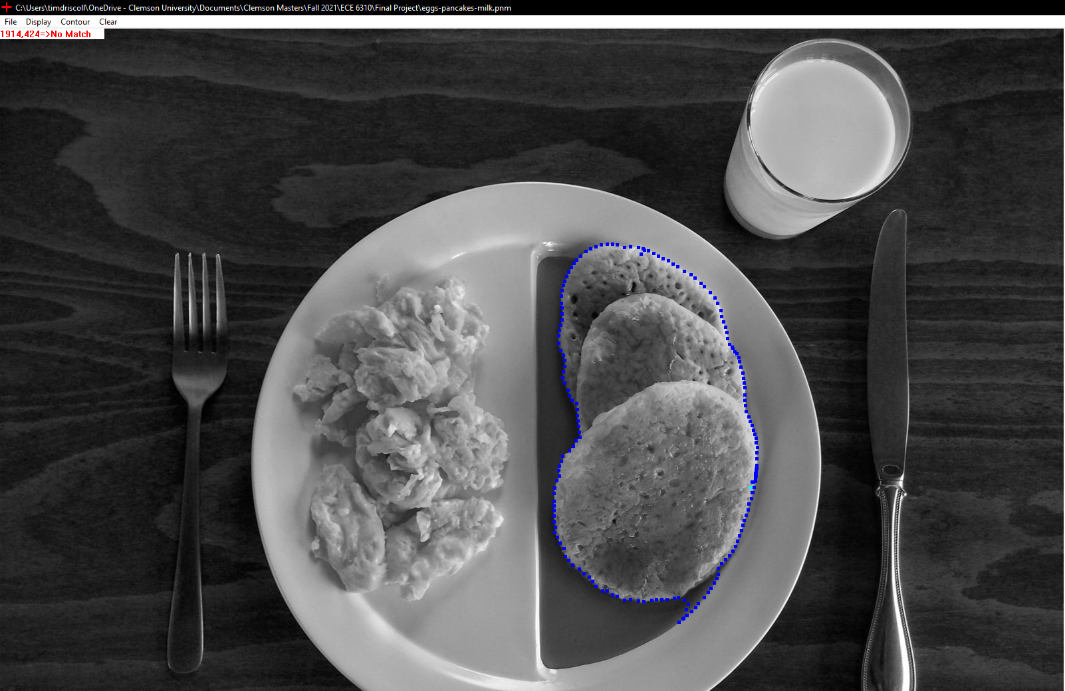 C:\Users\timdriscoll\OneDrive - Clemson University\Documents\Clemson Masters\Fall 2021\ECE 6310\Final Project\eggs-pancakes-milk.pnm
File Display Contour Clear
1914,424=>No Match